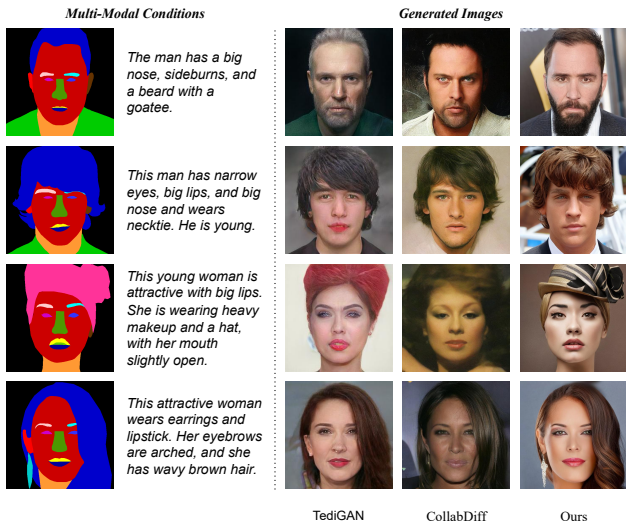 Multi-Modal Conditions
Generated Images
The man has a big
nose, sideburns, and
a beard with a
goatee.
This man has narrow
eyes, big lips, and big
nose and wears
necktie. He is young.
This young woman is
attractive with big lips.
She is wearing heavy
makeup and a hat,
with her mouth
slightly open.
This attractive woman
wears earrings and
lipstick. Her eyebrows
are arched, and she
has wavy brown hair.
TediGAN
CollabDiff
Ours